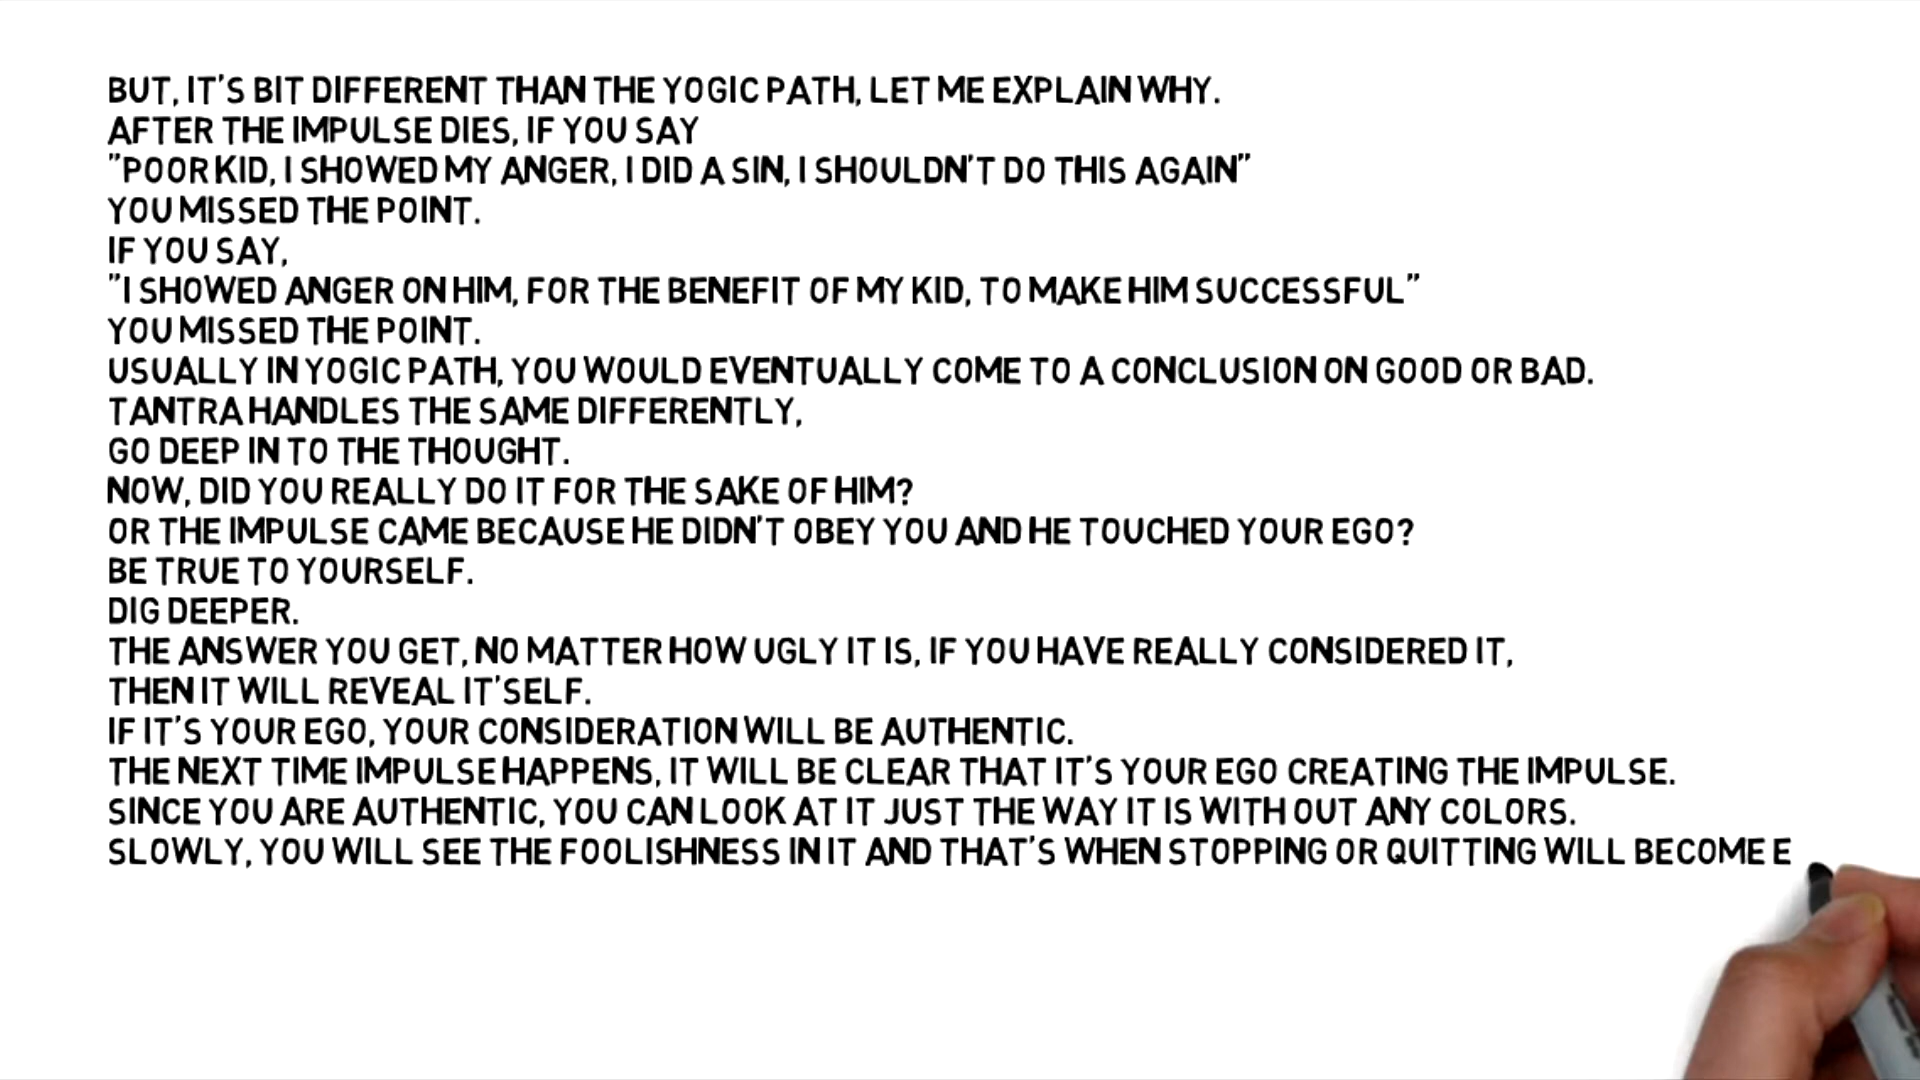 BUT, IT'S BIT DIFFERENT THAN THE YOGIC PATH, LET ME EXPLAIN WHY.
AFTER THE IMPULSE DIES, IF YOU SAY
"POOR KID, I SHOWED MY ANGER, I DID A SIN, I SHOULDN'T DO THIS AGAIN"
YOU MISSED THE POINT.
IF YOU SAY,
"I SHOWED ANGER ON HIM, FOR THE BENEFIT OF MY KID, TO MAKE HIM SUCCESSFUL"
YOU MISSED THE POINT.
USUALLY IN YOGIC PATH, YOU WOULD EVENTUALLY COME TO A CONCLUSION ON GOOD OR BAD.
TANTRA HANDLES THE SAME DIFFERENTLY,
GO DEEP IN TO THE THOUGHT.
NOW, DID YOU REALLY DO IT FOR THE SAKE OF HIM?
OR THE IMPULSE CAME BECAUSE HE DIDN'T OBEY YOU AND HE TOUCHED YOUR EGO?
BE TRUE TO YOURSELF.
DIG DEEPER.
THE ANSWER YOU GET, NO MATTER HOW UGLY IT IS, IF YOU HAVE REALLY CONSIDERED IT,
THEN IT WILL REVEAL IT'SELF.
IF IT'S YOUR EGO, YOUR CONSIDERATION WILL BE AUTHENTIC.
THE NEXT TIME IMPULSE HAPPENS, IT WILL BE CLEAR THAT IT'S YOUR EGO CREATING THE IMPULSE.
SINCE YOU ARE AUTHENTIC, YOU CAN LOOK AT IT JUST THE WAY IT IS WITH OUT ANY COLORS.
SLOWLY, YOU WILL SEE THE FOOLISHNESS IN IT AND THAT'S WHEN STOPPING OR QUITTING WILL BECOME E